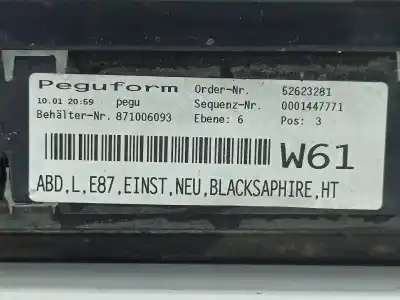 Peguform Order-Nr. 52623281
10.01 20:59 pegu Sequenz-Nr. 0001447771
Behälter-Nr. 871006093 Ebene: 6 Pos: 3
W61
ABD,L,E87,EINST,NEU,BLACKSAPHIRE,HT